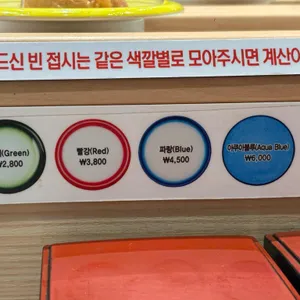 드신 빈 접시는 같은 색깔별로 모아주시면 계산이
(Green)
₩2,800
빨강(Red)
₩3,800
파랑(Blue)
₩4,500
아쿠아블루(Aqua Blue)
₩6,000